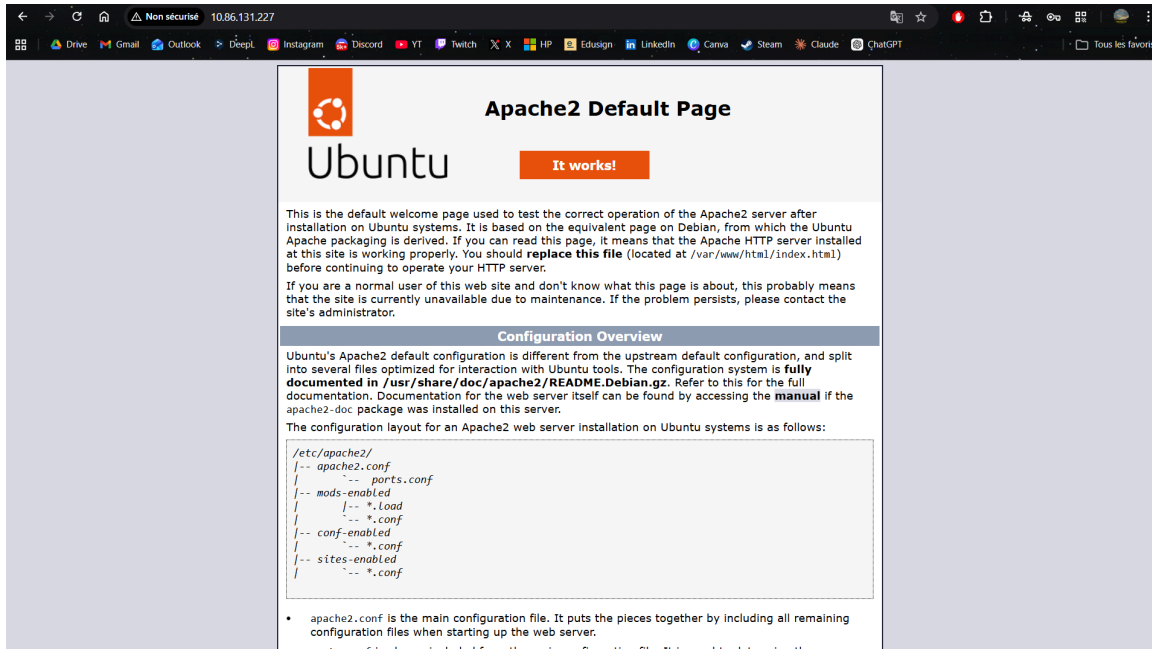 Non sécurisé 10.86.131.227
Drive Gmail Outlook DeepL Instagram Discord YT Twitch X HP Edusign LinkedIn Canva Steam Claude ChatGPT Tous les favoris
Apache2 Default Page
Ubuntu
It works!
This is the default welcome page used to test the correct operation of the Apache2 server after
installation on Ubuntu systems. It is based on the equivalent page on Debian, from which the Ubuntu
Apache packaging is derived. If you can read this page, it means that the Apache HTTP server installed
at this site is working properly. You should replace this file (located at /var/www/html/index.html)
before continuing to operate your HTTP server.
If you are a normal user of this web site and don't know what this page is about, this probably means
that the site is currently unavailable due to maintenance. If the problem persists, please contact the
site's administrator.
Configuration Overview
Ubuntu's Apache2 default configuration is different from the upstream default configuration, and split
into several files optimized for interaction with Ubuntu tools. The configuration system is fully
documented in /usr/share/doc/apache2/README.Debian.gz. Refer to this for the full
documentation. Documentation for the web server itself can be found by accessing the manual if the
apache2-doc package was installed on this server.
The configuration layout for an Apache2 web server installation on Ubuntu systems is as follows:
/etc/apache2/
|-- apache2.conf
|       `--  ports.conf
|-- mods-enabled
|       |-- *.load
|       `-- *.conf
|-- conf-enabled
|       `-- *.conf
|-- sites-enabled
|       `-- *.conf
• apache2.conf is the main configuration file. It puts the pieces together by including all remaining
configuration files when starting up the web server.